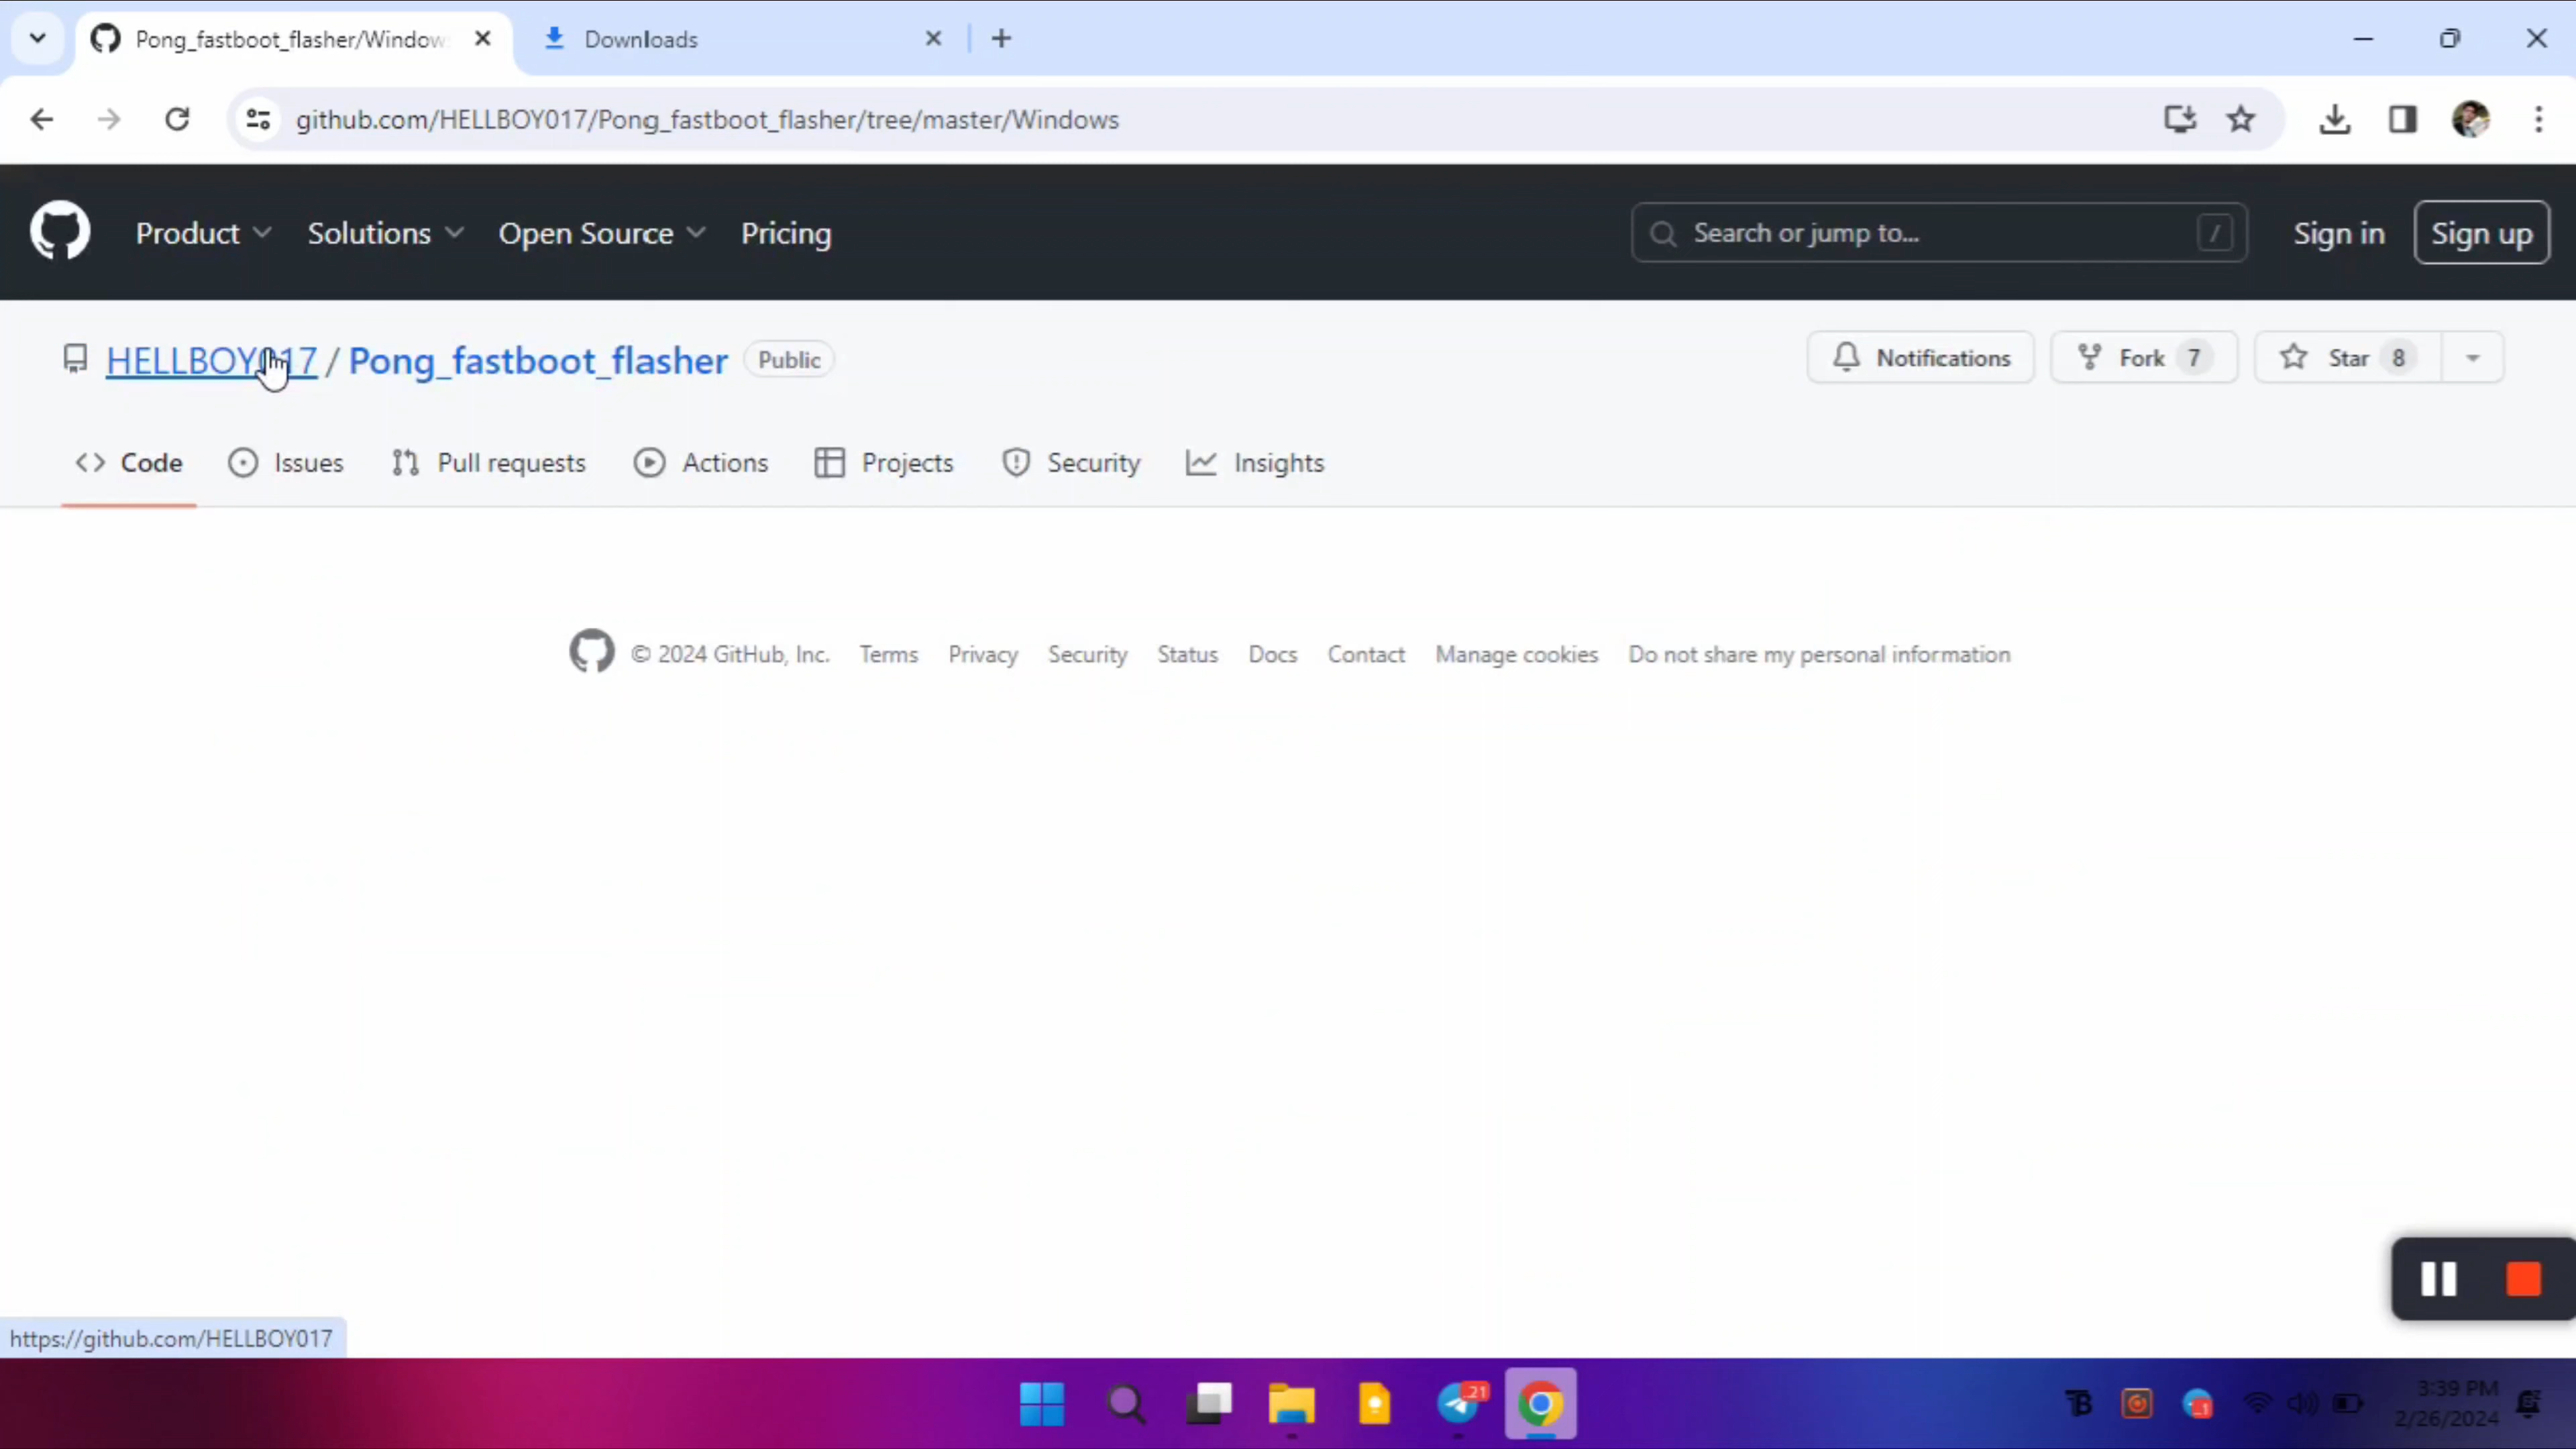 Pong_fastboot_flasher/Window
Downloads
github.com/HELLBOY017/Pong_fastboot_flasher/tree/master/Windows
Product Solutions Open Source Pricing Search or jump to... / Sign in Sign up
HELLBOY017 / Pong_fastboot_flasher Public Notifications Fork 7 Star 8
Code Issues Pull requests Actions Projects Security Insights
© 2024 GitHub, Inc. Terms Privacy Security Status Docs Contact Manage cookies Do not share my personal information
https://github.com/HELLBOY017
21
1
3:39 PM
2/26/2024